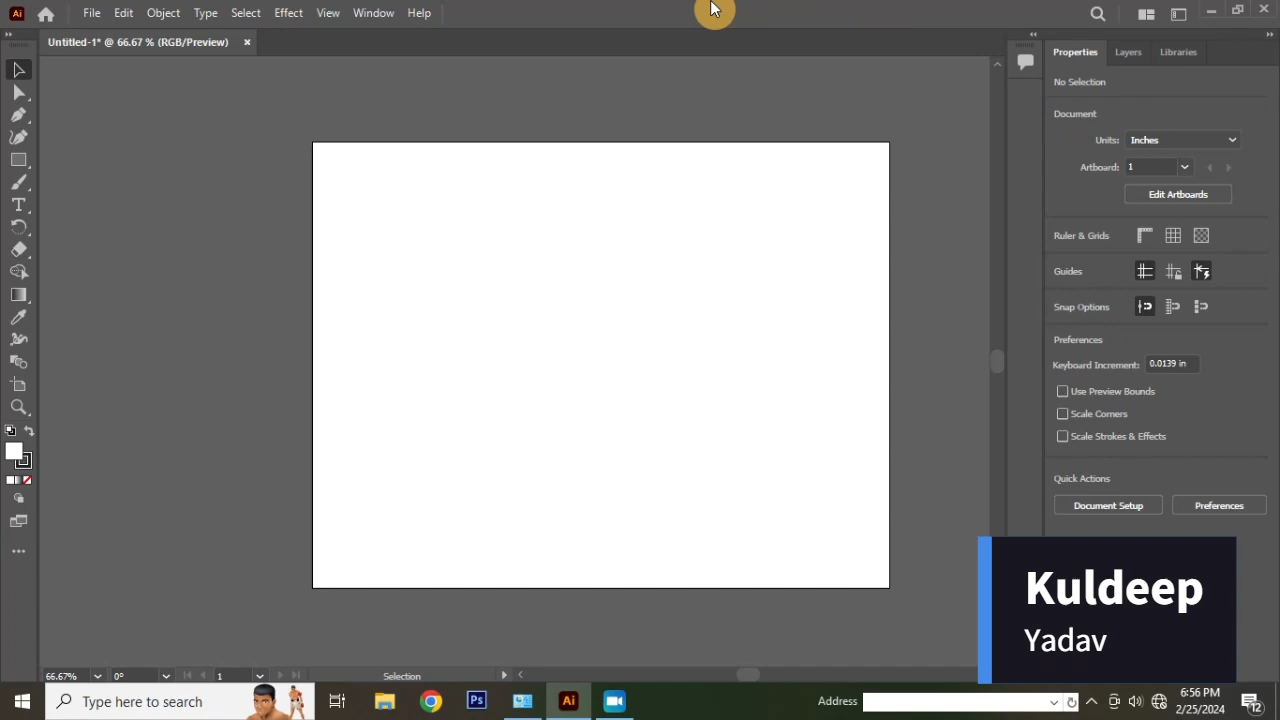 Ai File Edit Object Type Select Effect View Window Help
Untitled-1* @ 66.67 % (RGB/Preview) ×
Properties Layers Libraries
No Selection
Document
Units: Inches
Artboard: 1
Edit Artboards
Ruler & Grids
Guides
Snap Options
Preferences
Keyboard Increment: 0.0139 in
Use Preview Bounds
Scale Corners
Scale Strokes & Effects
Quick Actions
Document Setup Preferences
Kuldeep
Yadav
66.67% 0° 1 Selection
Type here to search Ps Ai Address 6:56 PM
2/25/2024 12